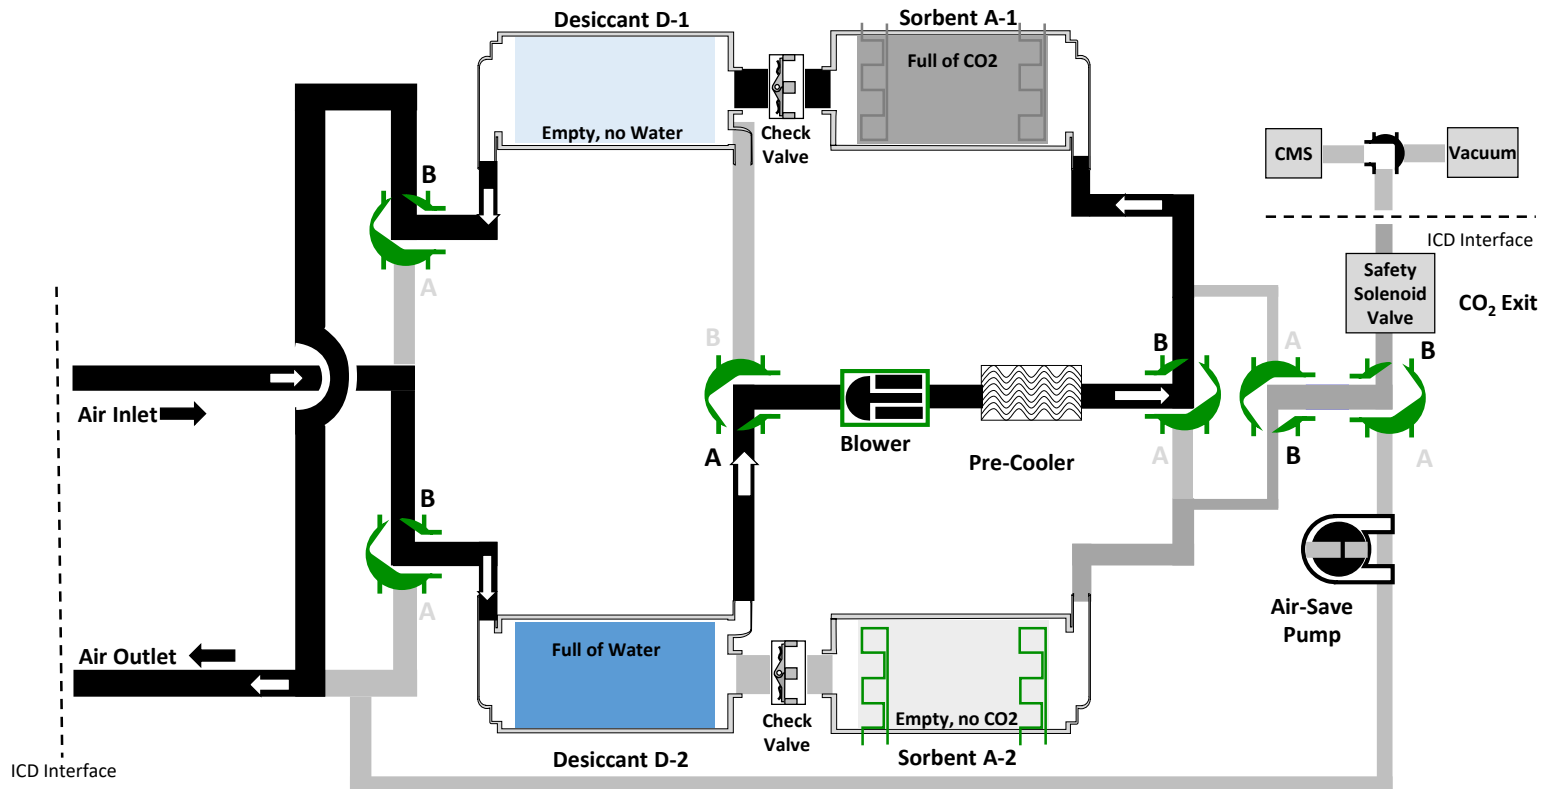 Desiccant D-1
Sorbent A-1
Full of CO2
Empty, no Water
Check
Valve
CMS
Vacuum
ICD Interface
B
A
Safety
Solenoid
Valve
CO2 Exit
B
A
B
A
B
Air Inlet
Blower
Pre-Cooler
A
A
B
A
B
A
Air-Save
Pump
Air Outlet
Full of Water
Check
Valve
Empty, no CO2
Desiccant D-2
Sorbent A-2
ICD Interface